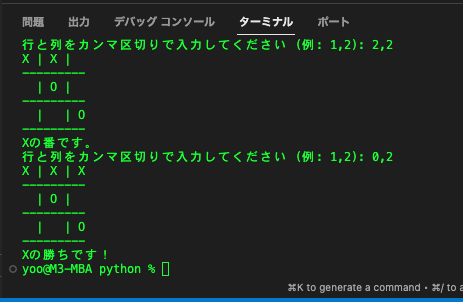 問題 出力 デバッグ コンソール ターミナル ポート
行と列をカンマ区切りで入力してください (例: 1,2): 2,2
X | X |
---------
  | O |
---------
  |   | O
---------
Xの番です。
行と列をカンマ区切りで入力してください (例: 1,2): 0,2
X | X | X
---------
  | O |
---------
  |   | O
---------
Xの勝ちです！
yoo@M3-MBA python %
⌘K to generate a command • ⌘/ to a